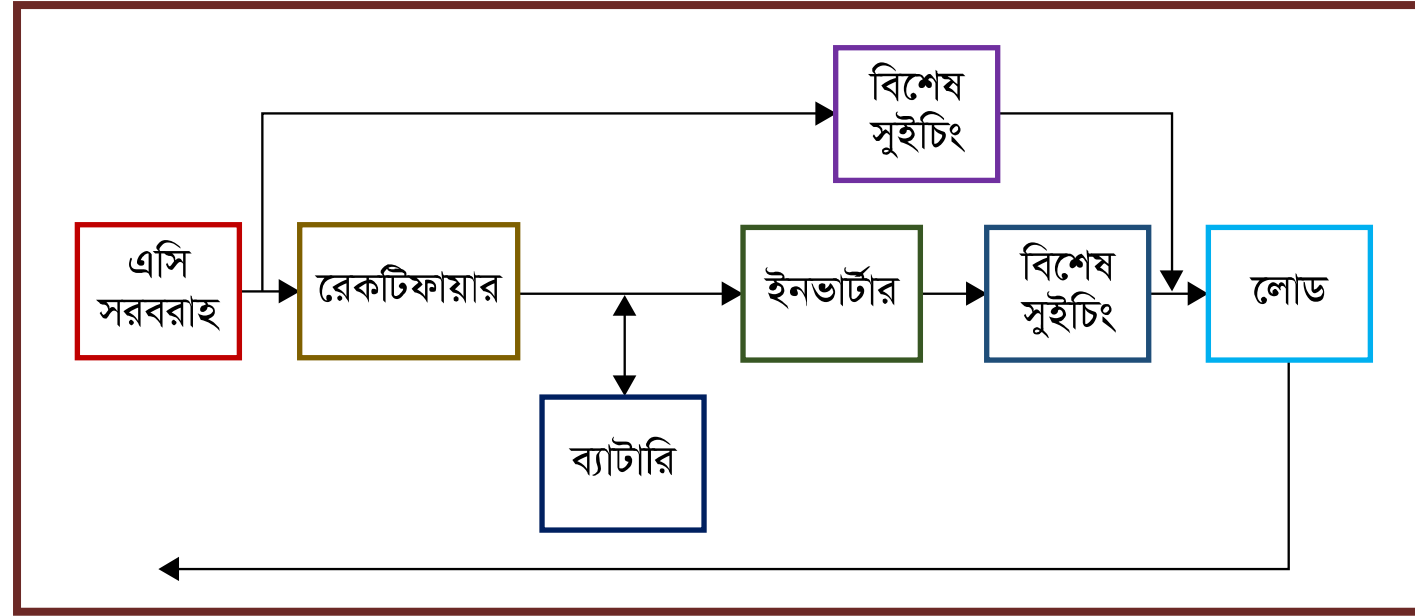 বিশেষ
সুইচিং
এসি
সরবরাহ
রেকটিফায়ার
ইনভার্টার
বিশেষ
সুইচিং
লোড
ব্যাটারি